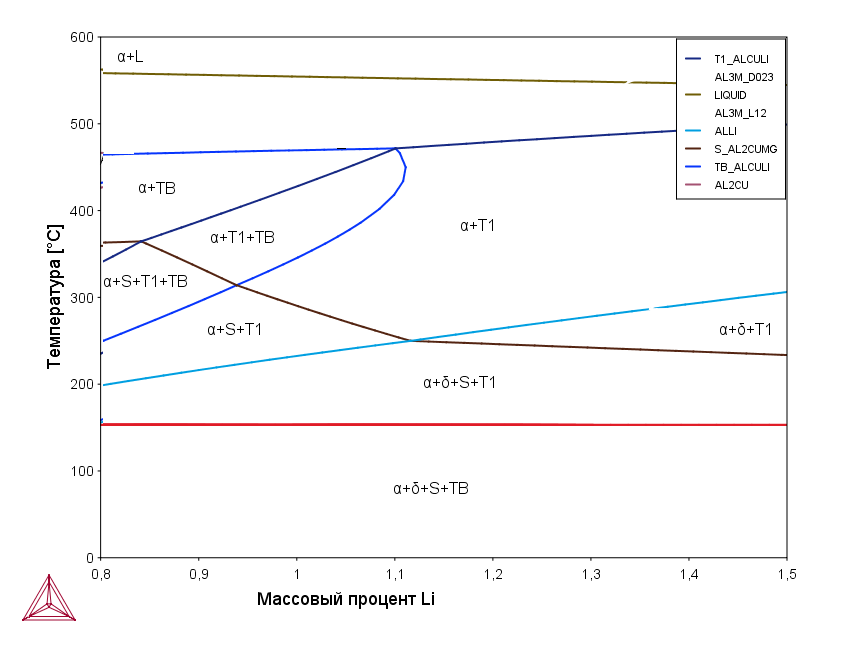 600
500
400
300
200
100
0
0,8
0,9
1
1,1
1,2
1,3
1,4
1,5
Температура [°C]
Массовый процент Li
α+L
α+TB
α+T1+TB
α+T1
α+S+T1+TB
α+S+T1
α+δ+T1
α+δ+S+T1
α+δ+S+TB
T1_ALCULI
AL3M_D023
LIQUID
AL3M_L12
ALLI
S_AL2CUMG
TB_ALCULI
AL2CU